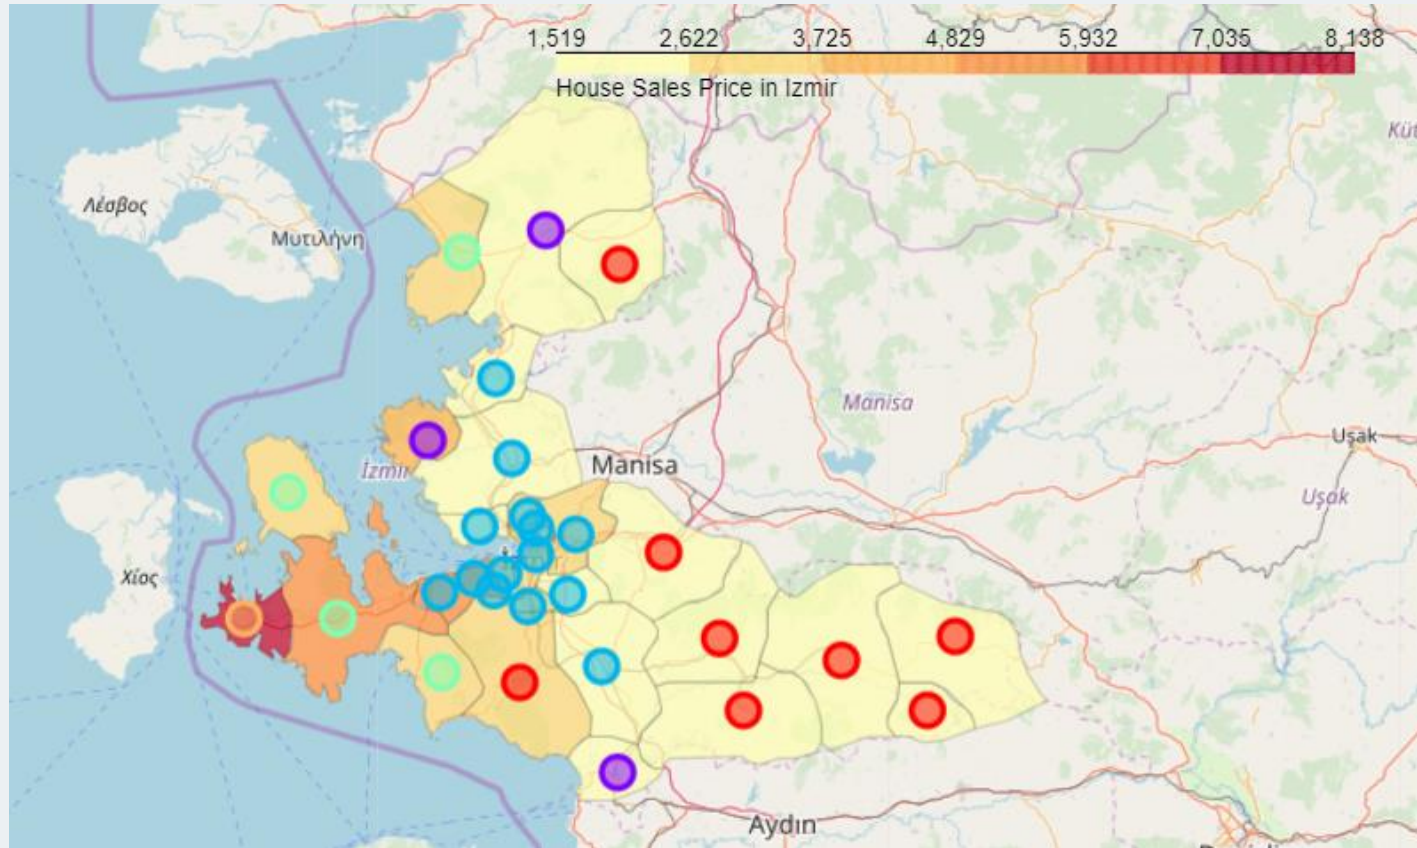 1,519 2,622 3,725 4,829 5,932 7,035 8,138
House Sales Price in Izmir
Λέσβος
Μυτιλήνη
Manisa
Uşak
İzmir
Manisa
Uşak
Χίος
Aydın